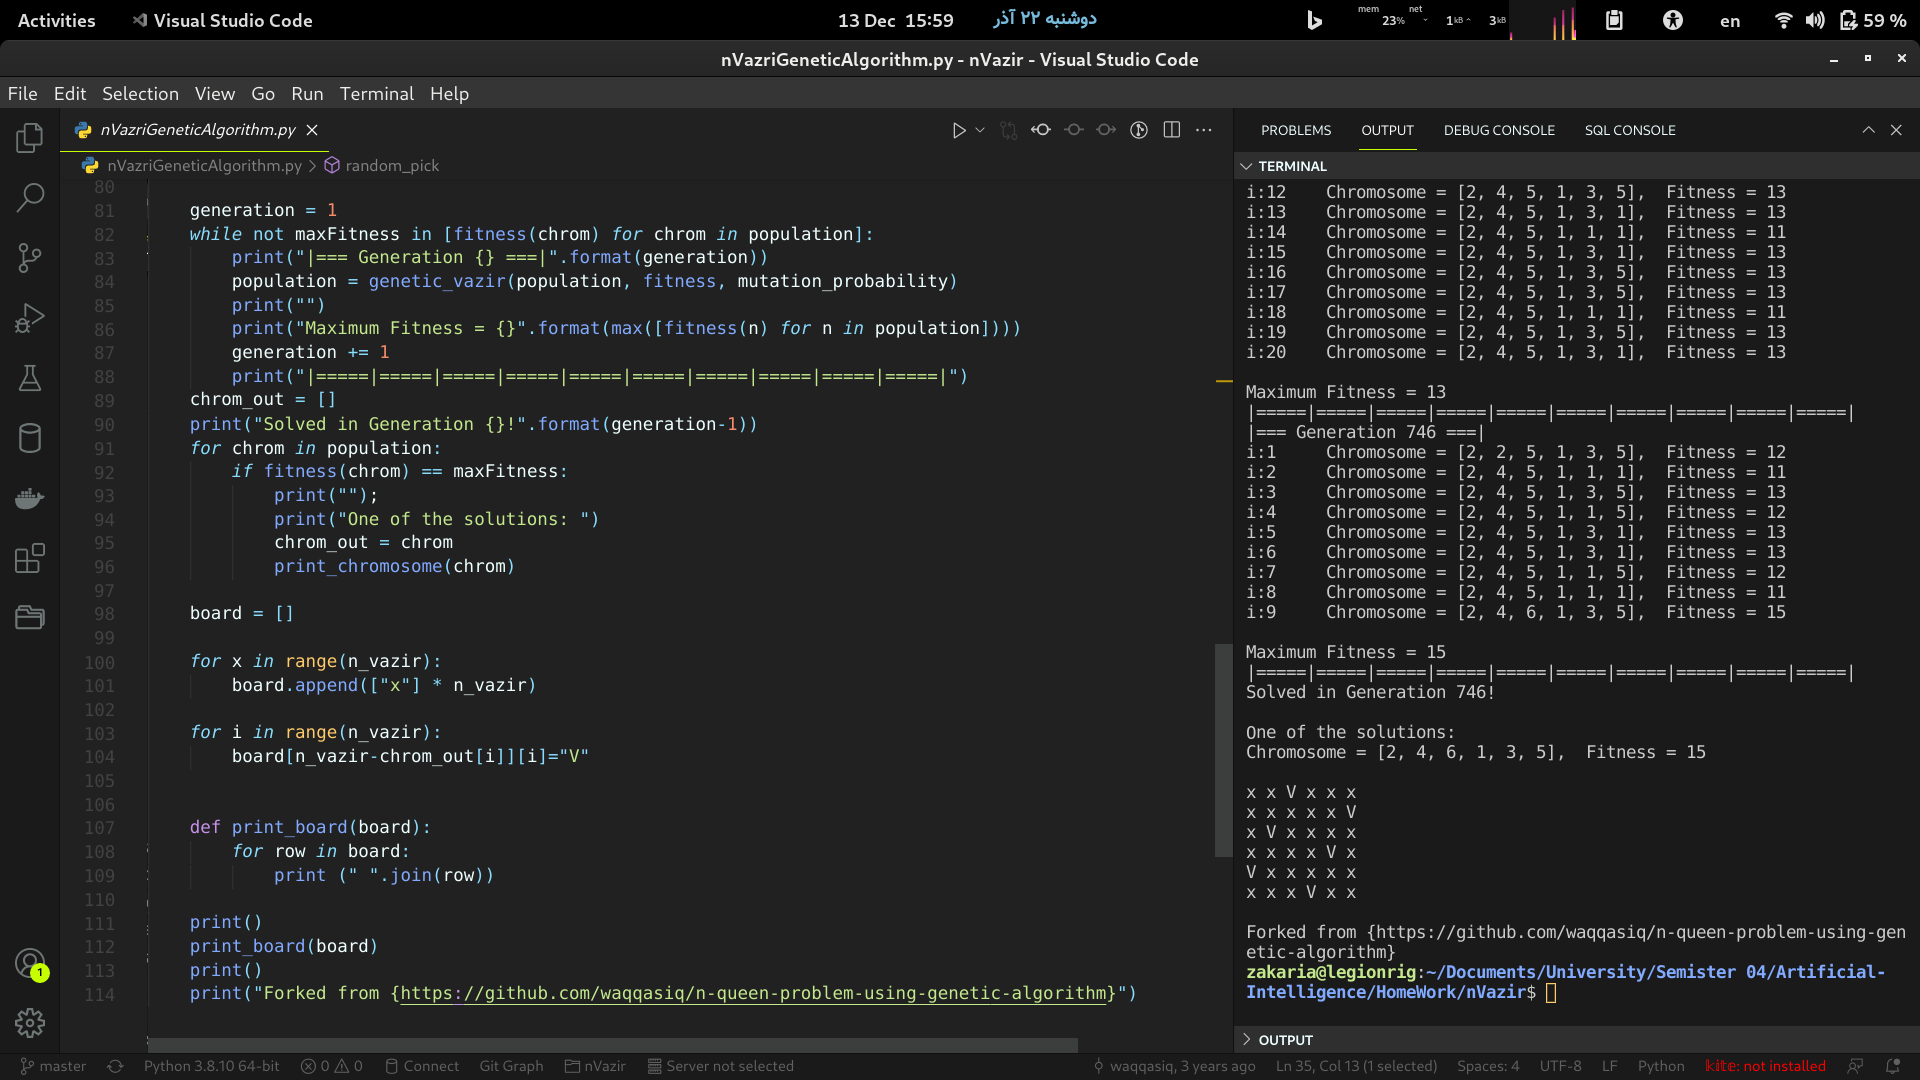 Activities Visual Studio Code 13 Dec 15:59 دوشنبه ۲۲ آذر mem 23% net 1kB 3kB en 59 %
nVazriGeneticAlgorithm.py - nVazir - Visual Studio Code
File Edit Selection View Go Run Terminal Help
nVazriGeneticAlgorithm.py
nVazriGeneticAlgorithm.py > random_pick
80
81 generation = 1
82 while not maxFitness in [fitness(chrom) for chrom in population]:
83 print("|=== Generation {} ===|".format(generation))
84 population = genetic_vazir(population, fitness, mutation_probability)
85 print("")
86 print("Maximum Fitness = {}".format(max([fitness(n) for n in population])))
87 generation += 1
88 print("|=====|=====|=====|=====|=====|=====|=====|=====|=====|=====|")
89 chrom_out = []
90 print("Solved in Generation {}!".format(generation-1))
91 for chrom in population:
92 if fitness(chrom) == maxFitness:
93 print("");
94 print("One of the solutions: ")
95 chrom_out = chrom
96 print_chromosome(chrom)
97
98 board = []
99
100 for x in range(n_vazir):
101 board.append(["x"] * n_vazir)
102
103 for i in range(n_vazir):
104 board[n_vazir-chrom_out[i]][i]="V"
105
106
107 def print_board(board):
108 for row in board:
109 print (" ".join(row))
110
111 print()
112 print_board(board)
113 print()
114 print("Forked from {https://github.com/waqqasiq/n-queen-problem-using-genetic-algorithm}")
PROBLEMS OUTPUT DEBUG CONSOLE SQL CONSOLE
TERMINAL
i:12 Chromosome = [2, 4, 5, 1, 3, 5], Fitness = 13
i:13 Chromosome = [2, 4, 5, 1, 3, 1], Fitness = 13
i:14 Chromosome = [2, 4, 5, 1, 1, 1], Fitness = 11
i:15 Chromosome = [2, 4, 5, 1, 3, 1], Fitness = 13
i:16 Chromosome = [2, 4, 5, 1, 3, 5], Fitness = 13
i:17 Chromosome = [2, 4, 5, 1, 3, 5], Fitness = 13
i:18 Chromosome = [2, 4, 5, 1, 1, 1], Fitness = 11
i:19 Chromosome = [2, 4, 5, 1, 3, 5], Fitness = 13
i:20 Chromosome = [2, 4, 5, 1, 3, 1], Fitness = 13
Maximum Fitness = 13
|=====|=====|=====|=====|=====|=====|=====|=====|=====|=====|
|=== Generation 746 ===|
i:1 Chromosome = [2, 2, 5, 1, 3, 5], Fitness = 12
i:2 Chromosome = [2, 4, 5, 1, 1, 1], Fitness = 11
i:3 Chromosome = [2, 4, 5, 1, 3, 5], Fitness = 13
i:4 Chromosome = [2, 4, 5, 1, 1, 5], Fitness = 12
i:5 Chromosome = [2, 4, 5, 1, 3, 1], Fitness = 13
i:6 Chromosome = [2, 4, 5, 1, 3, 1], Fitness = 13
i:7 Chromosome = [2, 4, 5, 1, 1, 5], Fitness = 12
i:8 Chromosome = [2, 4, 5, 1, 1, 1], Fitness = 11
i:9 Chromosome = [2, 4, 6, 1, 3, 5], Fitness = 15
Maximum Fitness = 15
|=====|=====|=====|=====|=====|=====|=====|=====|=====|=====|
Solved in Generation 746!
One of the solutions:
Chromosome = [2, 4, 6, 1, 3, 5], Fitness = 15
x x V x x x
x x x x x V
x V x x x x
x x x x V x
V x x x x x
x x x V x x
Forked from {https://github.com/waqqasiq/n-queen-problem-using-gen
etic-algorithm}
zakaria@legionrig:~/Documents/University/Semister 04/Artificial-
Intelligence/HomeWork/nVazir$
OUTPUT
1
master Python 3.8.10 64-bit 0 0 Connect Git Graph nVazir Server not selected waqqasiq, 3 years ago Ln 35, Col 13 (1 selected) Spaces: 4 UTF-8 LF Python kite: not installed